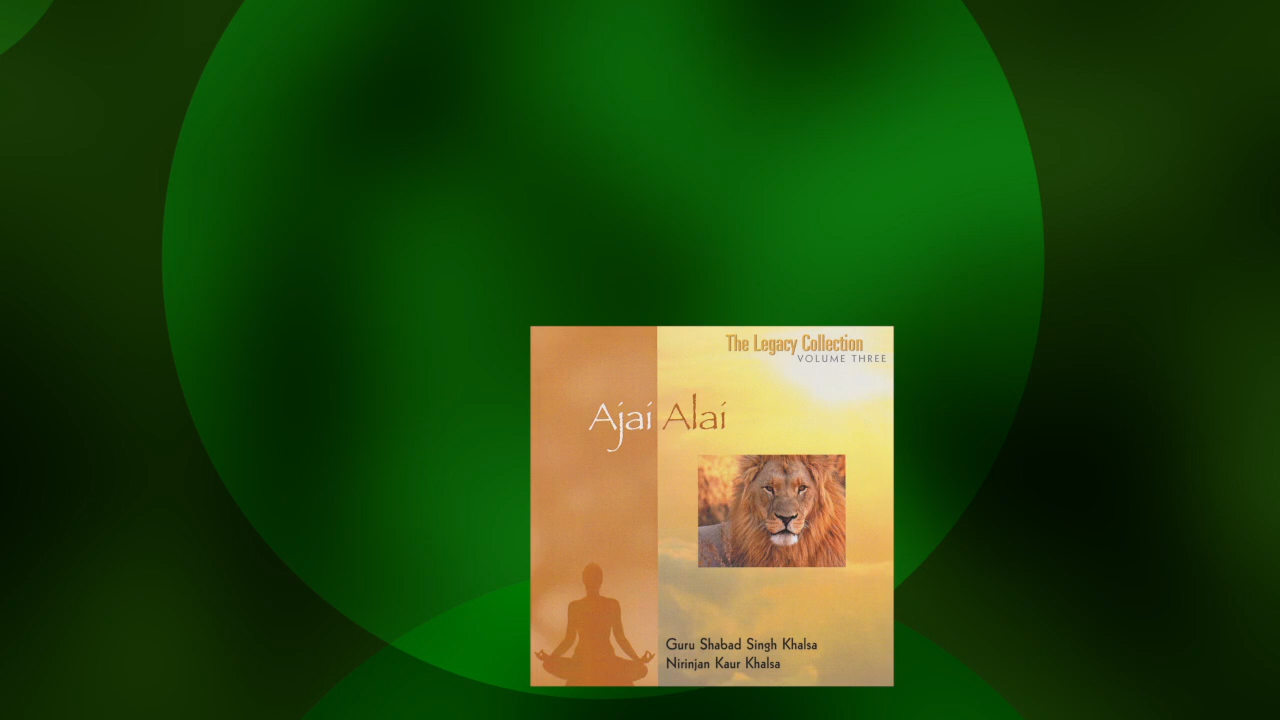 The Legacy Collection
VOLUME THREE
Ajai Alai
Guru Shabad Singh Khalsa
Nirinjan Kaur Khalsa